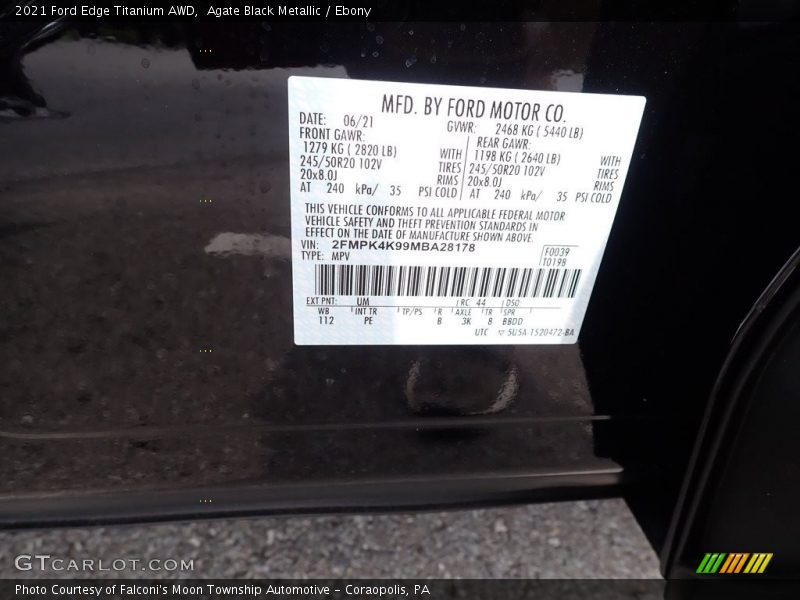 2021 Ford Edge Titanium AWD, Agate Black Metallic / Ebony
MFD. BY FORD MOTOR CO.
DATE: 06/21
GVWR: 2468 KG ( 5440 LB)
FRONT GAWR:
REAR GAWR:
1279 KG ( 2820 LB) WITH
1198 KG ( 2640 LB) WITH
245/50R20 102V TIRES
245/50R20 102V TIRES
20x8.0J RIMS
20x8.0J RIMS
AT 240 kPa/ 35 PSI COLD
AT 240 kPa/ 35 PSI COLD
THIS VEHICLE CONFORMS TO ALL APPLICABLE FEDERAL MOTOR
VEHICLE SAFETY AND THEFT PREVENTION STANDARDS IN
EFFECT ON THE DATE OF MANUFACTURE SHOWN ABOVE.
VIN: 2FMPK4K99MBA28178
TYPE: MPV
F0039
T0198
EXT PNT: UM RC: 44 DSO:
WB INT TR TP/PS R AXLE TR SPR
112 PE B 3K 8 BBDD
UTC ▽ 5U5A-1520472-BA
GTCARLOT.COM
Photo Courtesy of Falconi's Moon Township Automotive – Coraopolis, PA